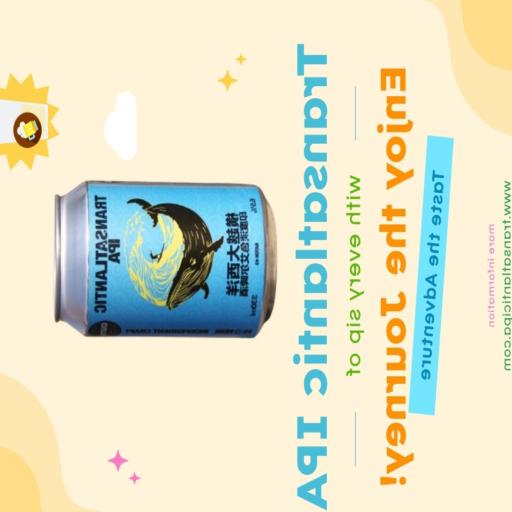 TRANSATLANTIC
IPA
330ml
Transatlantic IPA
with every sip of
Enjoy the Journey!
Taste the Adventure
more information
www.transatlanticipa.com